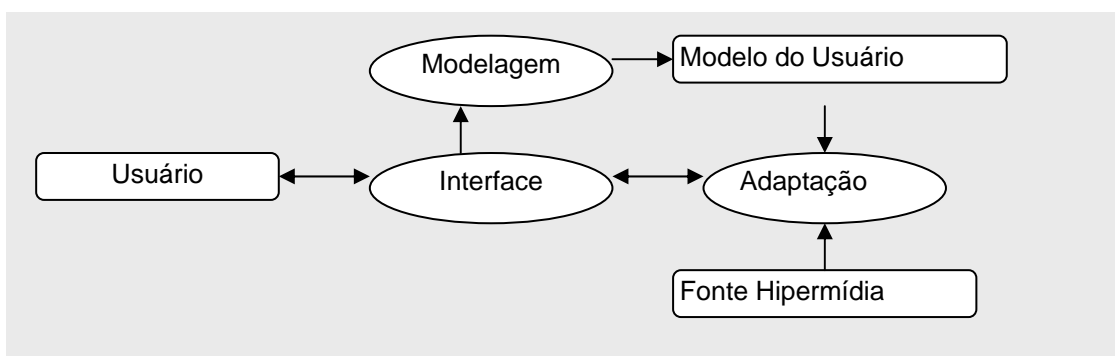 Modelagem
Modelo do Usuário
Usuário
Interface
Adaptação
Fonte Hipermídia